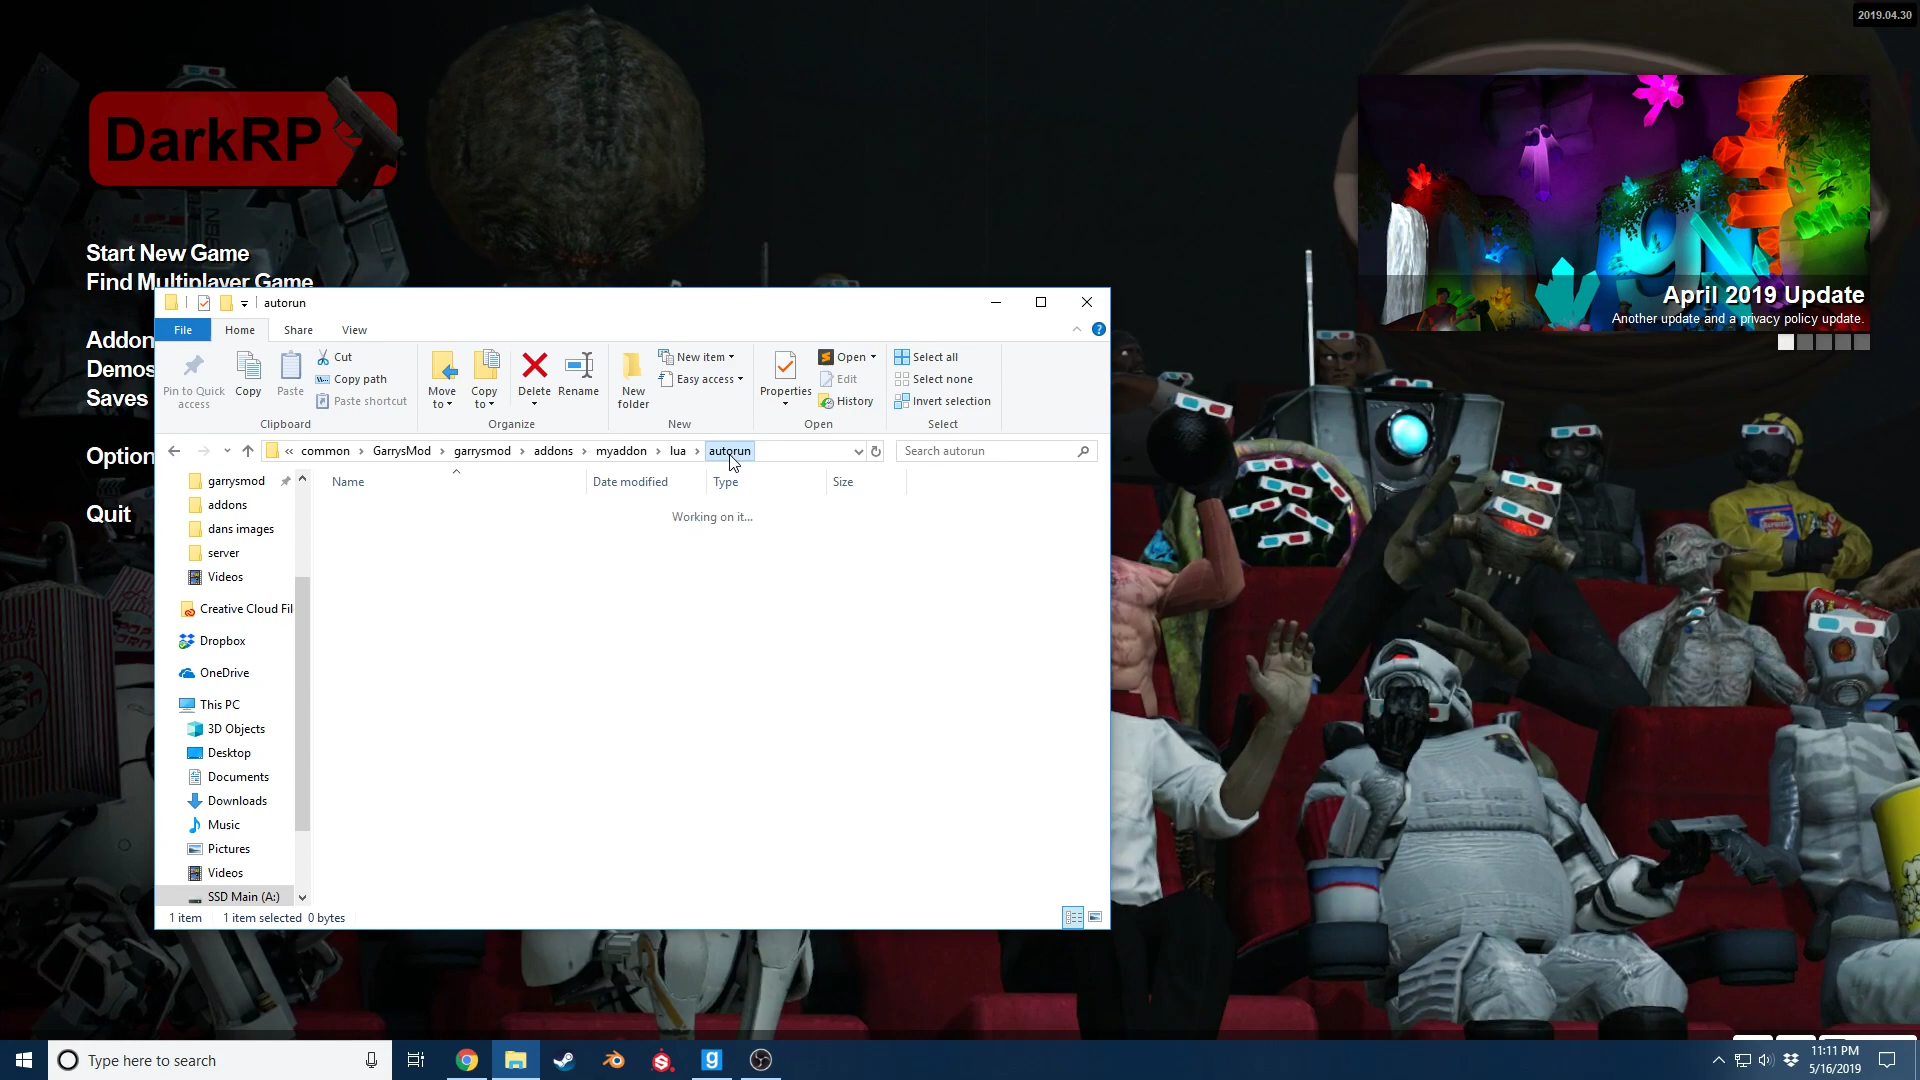 2019.04.30
DarkRP
Start New Game
Find Multiplayer Game
Addon
Demos
Saves
Option
Quit
April 2019 Update
Another update and a privacy policy update.
autorun
File
Home
Share
View
Pin to Quick access
Copy
Paste
Cut
Copy path
Paste shortcut
Clipboard
Move to
Copy to
Delete
Rename
Organize
New folder
New item
Easy access
New
Properties
Open
Edit
History
Open
Select all
Select none
Invert selection
Select
« common > GarrysMod > garrysmod > addons > myaddon > lua > autorun
Search autorun
Name
Date modified
Type
Size
Working on it...
garrysmod
addons
dans images
server
Videos
Creative Cloud Fil
Dropbox
OneDrive
This PC
3D Objects
Desktop
Documents
Downloads
Music
Pictures
Videos
SSD Main (A:)
1 item
1 item selected 0 bytes
Type here to search
11:11 PM
5/16/2019